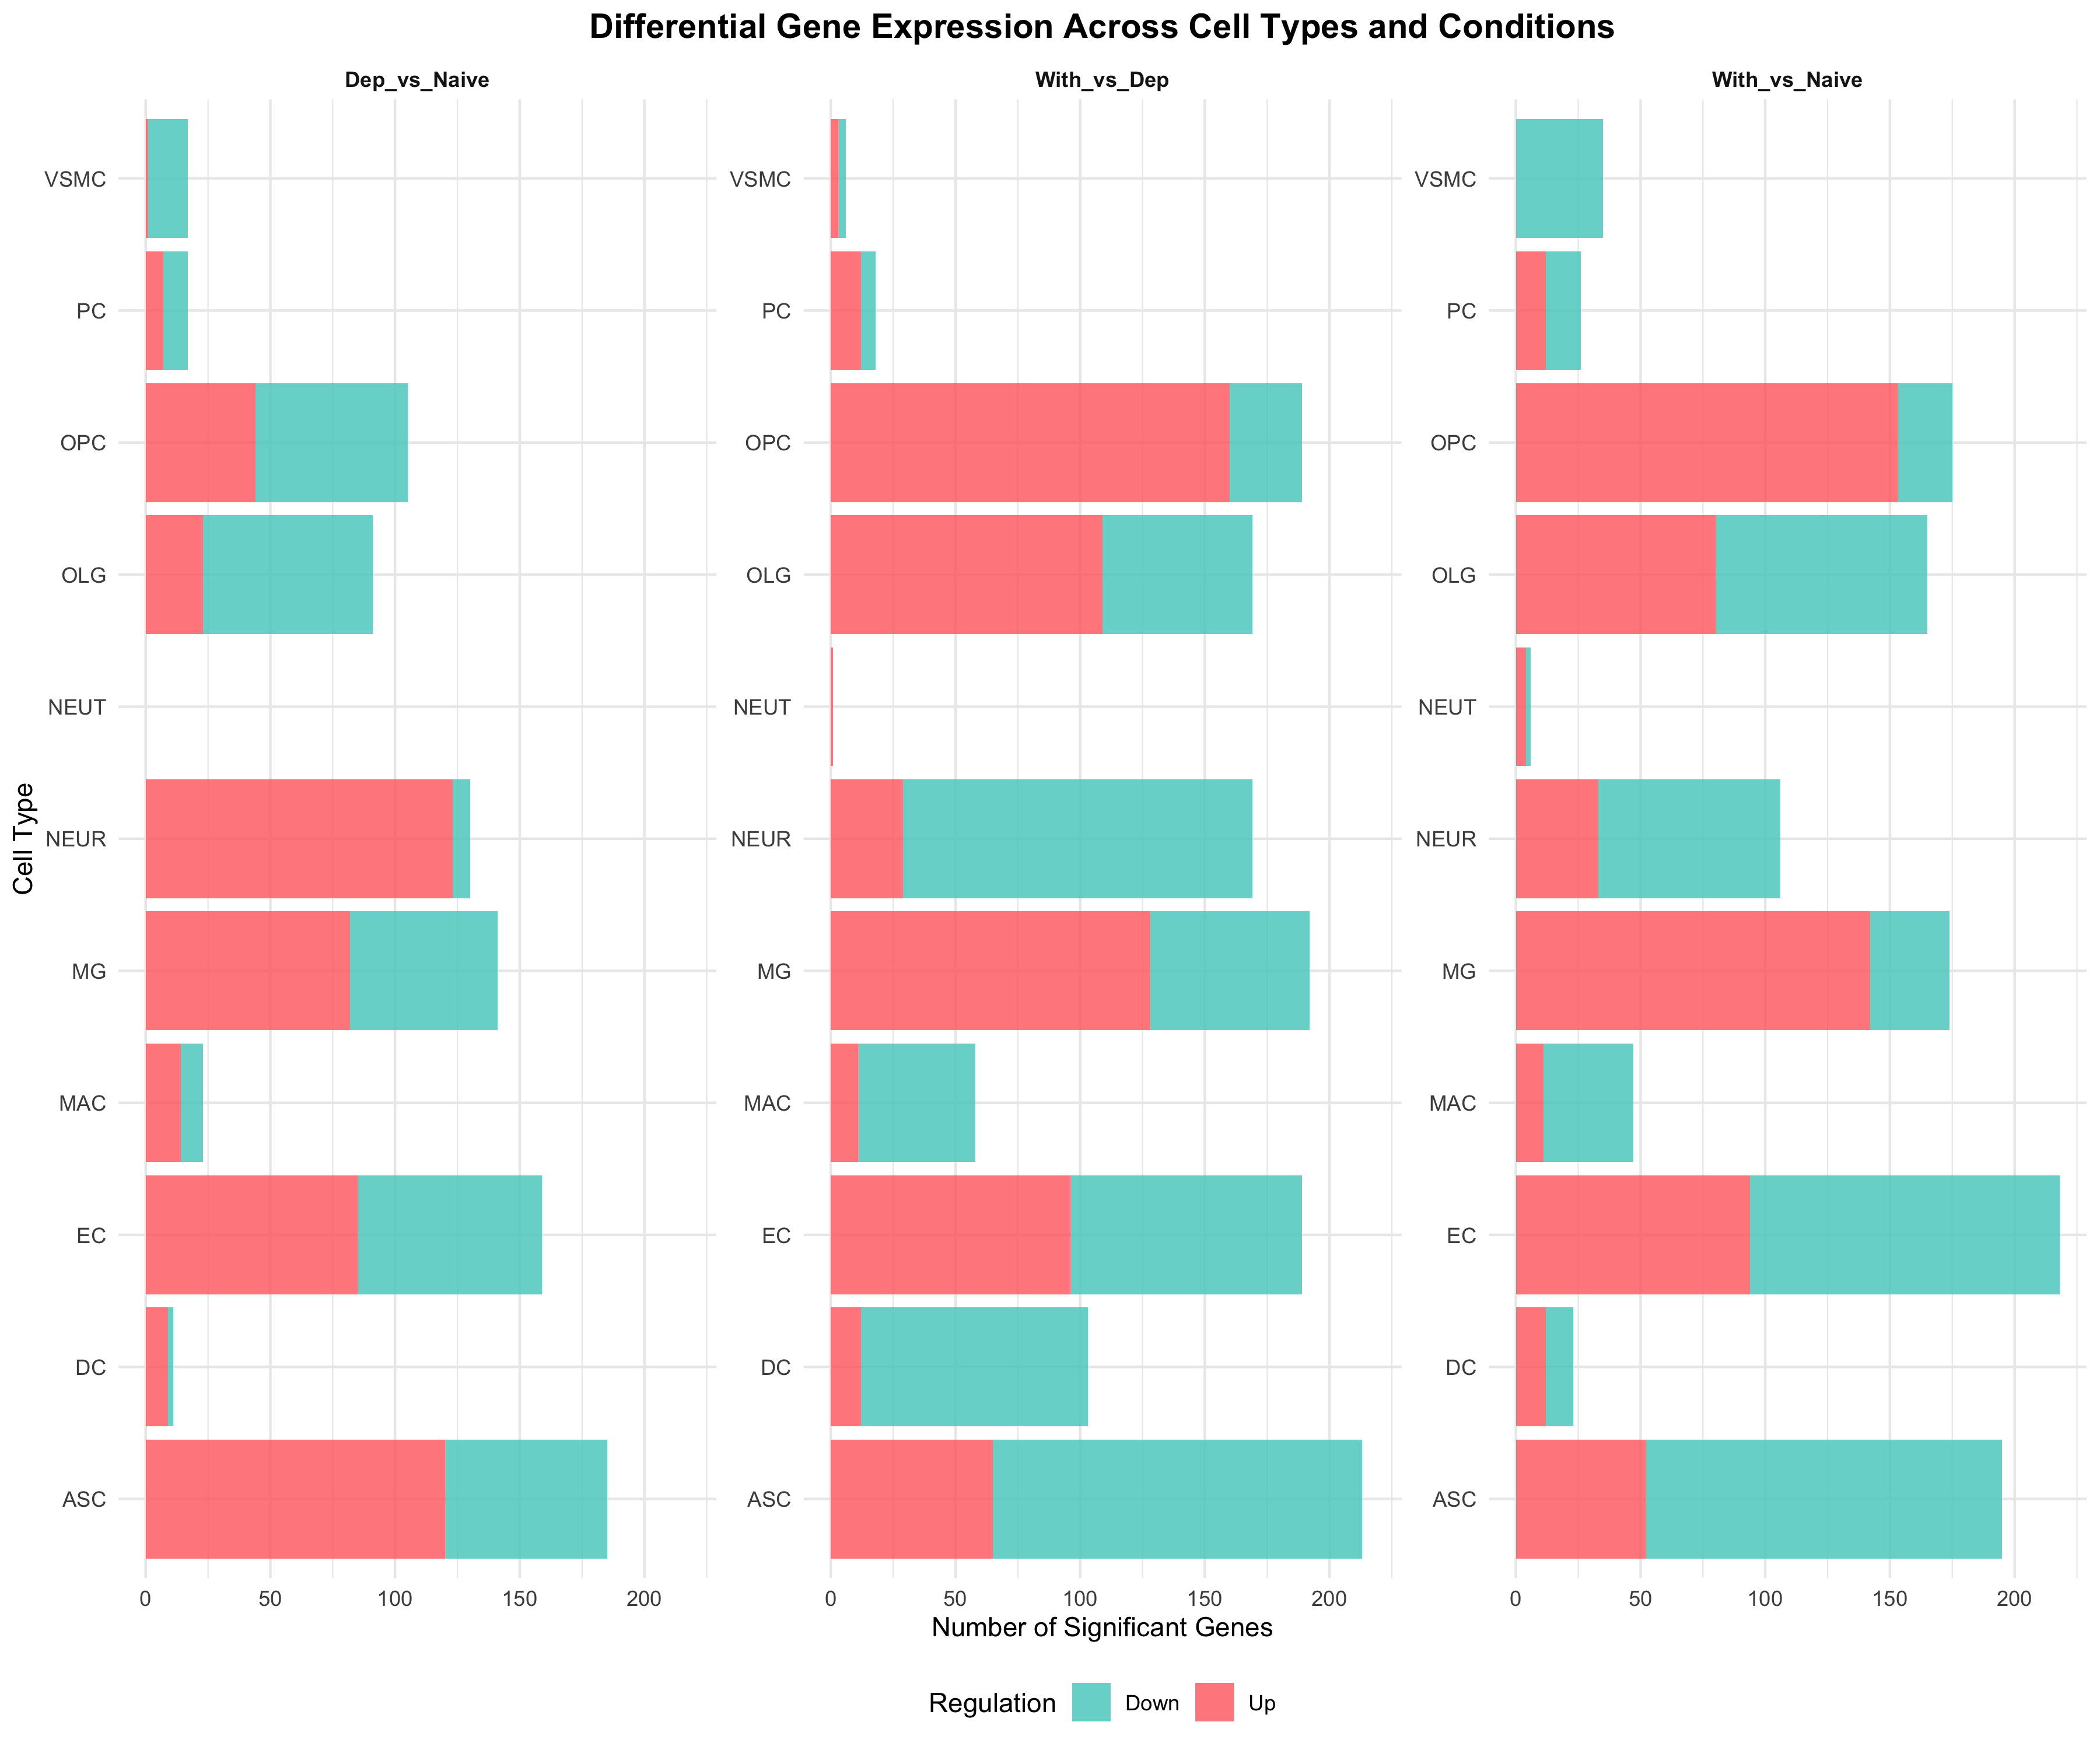 Differential Gene Expression Across Cell Types and Conditions
Dep_vs_Naive
With_vs_Dep
With_vs_Naive
Cell Type
VSMC
PC
OPC
OLG
NEUT
NEUR
MG
MAC
EC
DC
ASC
VSMC
PC
OPC
OLG
NEUT
NEUR
MG
MAC
EC
DC
ASC
VSMC
PC
OPC
OLG
NEUT
NEUR
MG
MAC
EC
DC
ASC
0 50 100 150 200
0 50 100 150 200
0 50 100 150 200
Number of Significant Genes
Regulation Down Up